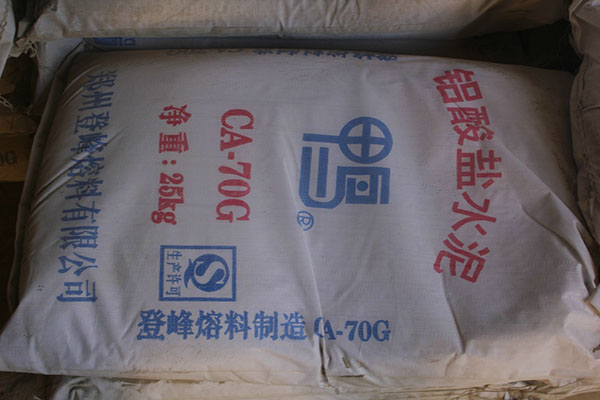 铝酸盐水泥
®
CA-70G
净重：25kg
郑州登峰熔料有限公司
生产许可
登峰熔料制造 CA-70G
0G